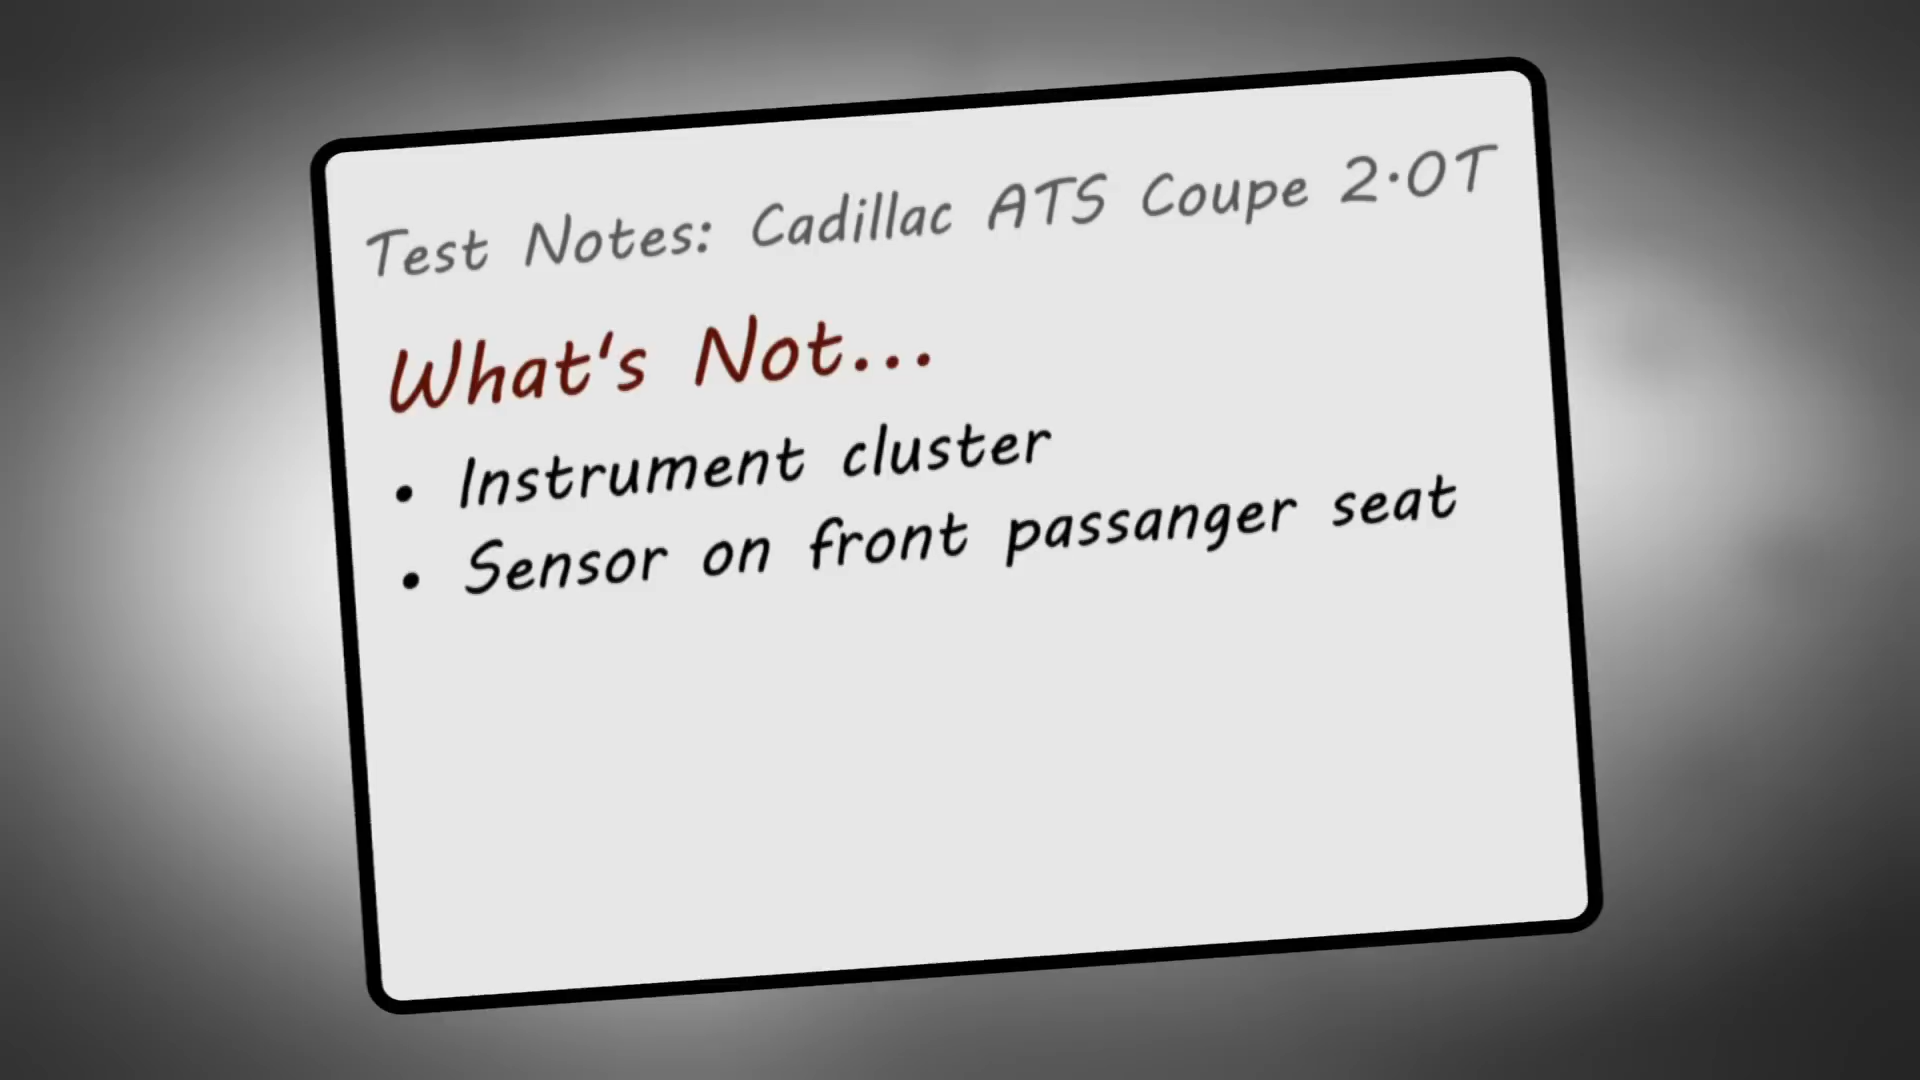 Test Notes: Cadillac ATS Coupe 2.0T
What's Not...
• Instrument cluster
• Sensor on front passanger seat